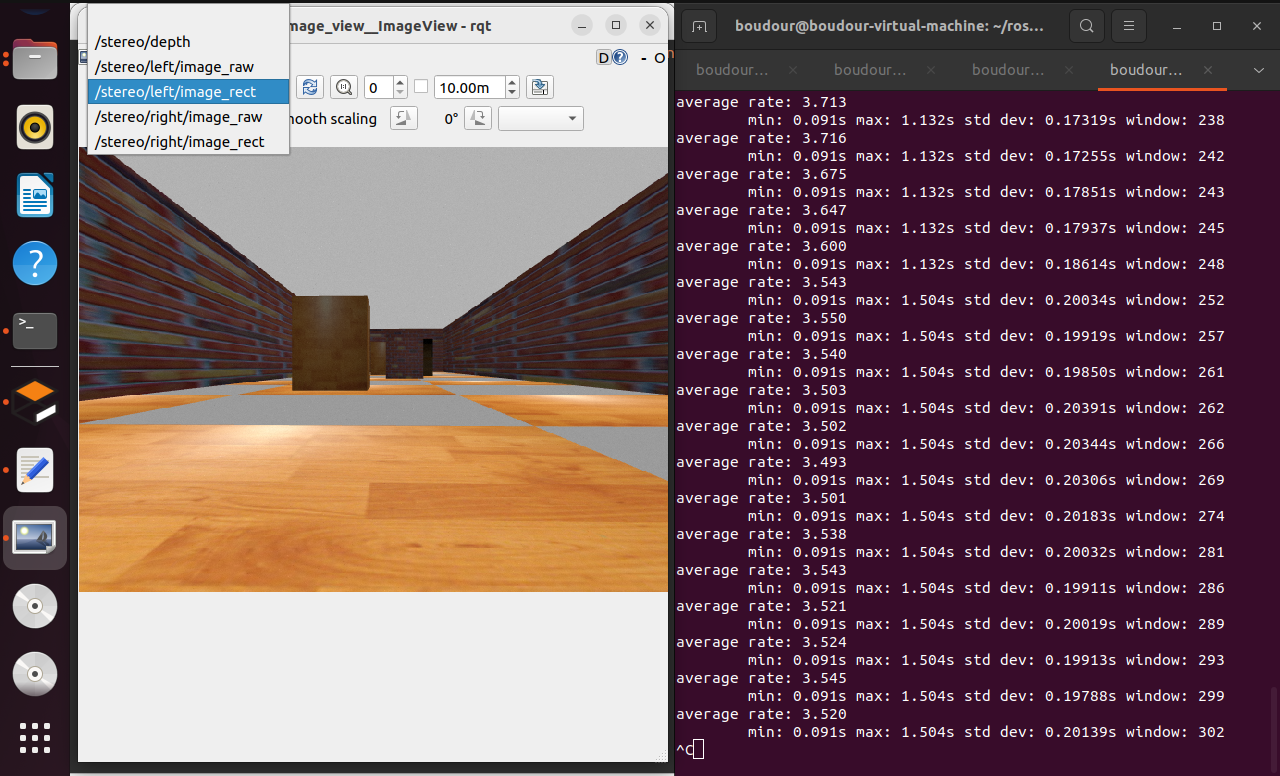 /stereo/depth
/stereo/left/image_raw
/stereo/left/image_rect
/stereo/right/image_raw
/stereo/right/image_rect
mage_view__ImageView - rqt
D
- O
0
10.00m
smooth scaling
0°
boudour@boudour-virtual-machine: ~/ros...
boudour...
boudour...
boudour...
boudour...
average rate: 3.713
min: 0.091s max: 1.132s std dev: 0.17319s window: 238
average rate: 3.716
min: 0.091s max: 1.132s std dev: 0.17255s window: 242
average rate: 3.675
min: 0.091s max: 1.132s std dev: 0.17851s window: 243
average rate: 3.647
min: 0.091s max: 1.132s std dev: 0.17937s window: 245
average rate: 3.600
min: 0.091s max: 1.132s std dev: 0.18614s window: 248
average rate: 3.543
min: 0.091s max: 1.504s std dev: 0.20034s window: 252
average rate: 3.550
min: 0.091s max: 1.504s std dev: 0.19919s window: 257
average rate: 3.540
min: 0.091s max: 1.504s std dev: 0.19850s window: 261
average rate: 3.503
min: 0.091s max: 1.504s std dev: 0.20391s window: 262
average rate: 3.502
min: 0.091s max: 1.504s std dev: 0.20344s window: 266
average rate: 3.493
min: 0.091s max: 1.504s std dev: 0.20306s window: 269
average rate: 3.501
min: 0.091s max: 1.504s std dev: 0.20183s window: 274
average rate: 3.538
min: 0.091s max: 1.504s std dev: 0.20032s window: 281
average rate: 3.543
min: 0.091s max: 1.504s std dev: 0.19911s window: 286
average rate: 3.521
min: 0.091s max: 1.504s std dev: 0.20019s window: 289
average rate: 3.524
min: 0.091s max: 1.504s std dev: 0.19913s window: 293
average rate: 3.545
min: 0.091s max: 1.504s std dev: 0.19788s window: 299
average rate: 3.520
min: 0.091s max: 1.504s std dev: 0.20139s window: 302
^C